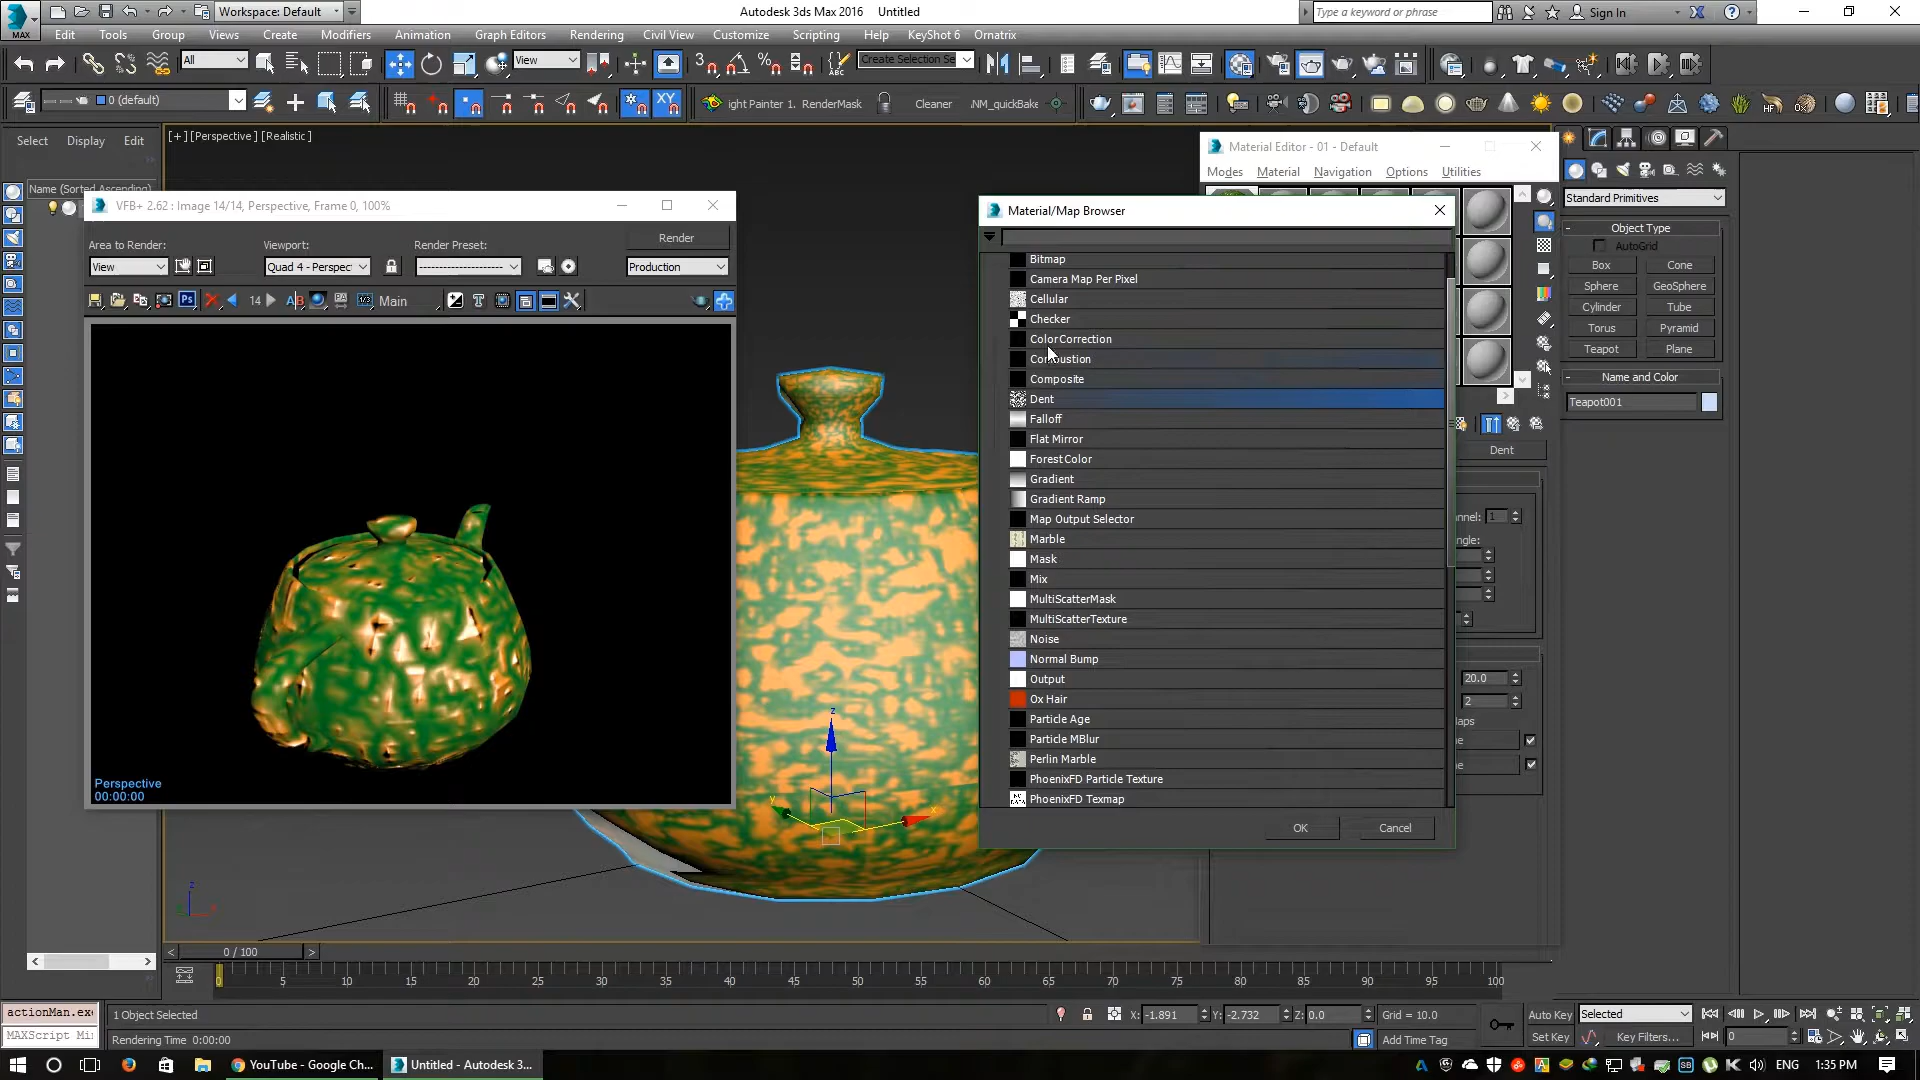 Workspace: Default
Autodesk 3ds Max 2016 Untitled
Type a keyword or phrase
Sign In
MAX
Edit Tools Group Views Create Modifiers Animation Graph Editors Rendering Civil View Customize Scripting Help KeyShot 6 Ornatrix
All
View
Create Selection Se
0 (default)
ight Painter 1. RenderMask
Cleaner
.NM_quickBake
Select Display Edit
[+] [Perspective ] [Realistic ]
Name (Sorted Ascending)
VFB+ 2.62 : Image 14/14, Perspective, Frame 0, 100%
Area to Render:
Viewport:
Render Preset:
Render
View
Quad 4 - Perspec
Production
14
Main
Perspective
00:00:00
Material Editor - 01 - Default
Modes Material Navigation Options Utilities
Material/Map Browser
Bitmap
Camera Map Per Pixel
Cellular
Checker
ColorCorrection
Combustion
Composite
Dent
Falloff
Flat Mirror
ForestColor
Gradient
Gradient Ramp
Map Output Selector
Marble
Mask
Mix
MultiScatterMask
MultiScatterTexture
Noise
Normal Bump
Output
Ox Hair
Particle Age
Particle MBlur
Perlin Marble
PhoenixFD Particle Texture
PhoenixFD Texmap
OK Cancel
Dent
nnel: 1
ngle:
20.0
2
laps
Standard Primitives
Object Type
AutoGrid
Box Cone
Sphere GeoSphere
Cylinder Tube
Torus Pyramid
Teapot Plane
Name and Color
Teapot001
z
y
x
0 / 100
0 5 10 15 20 25 30 35 40 45 50 55 60 65 70 75 80 85 90 95 100
actionMan.exe
1 Object Selected
X: -1.891 Y: -2.732 Z: 0.0 Grid = 10.0
Auto Key
Selected
MAXScript Mi
Rendering Time 0:00:00
Add Time Tag
Set Key
Key Filters...
0
YouTube - Google Ch...
Untitled - Autodesk 3...
ENG
1:35 PM